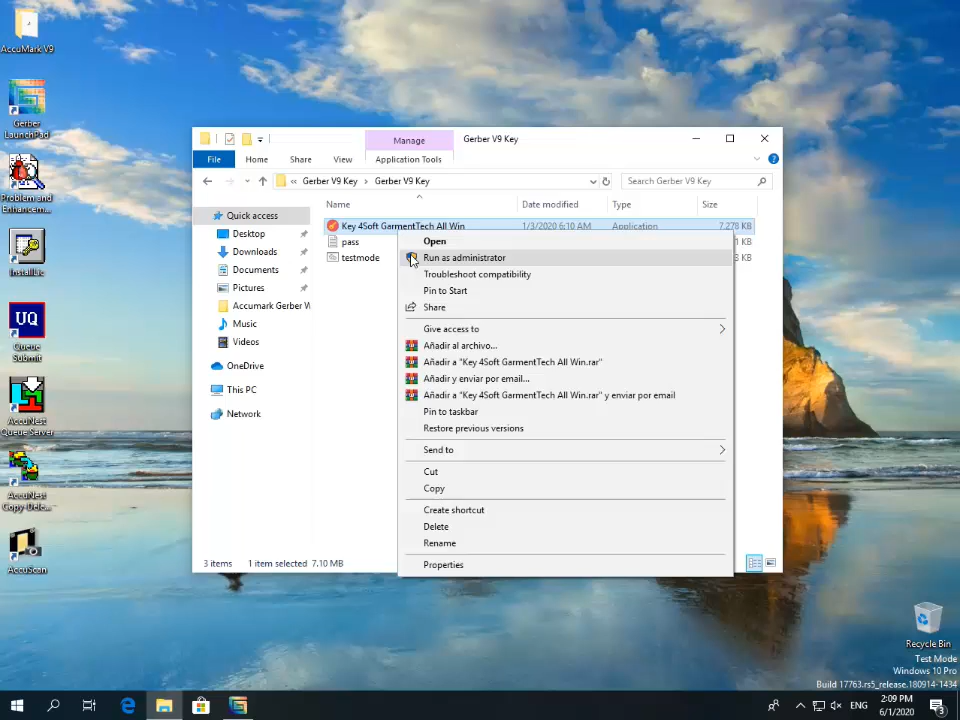 AccuMark V9
Gerber
LaunchPad
Problem and
Enhancem...
InstallLic
UQ
Queue
Submit
AccuNest
Queue Server
AccuNest
Copy-Dele...
AccuScan
Manage
Gerber V9 Key
File
Home
Share
View
Application Tools
Gerber V9 Key
Gerber V9 Key
Search Gerber V9 Key
Quick access
Desktop
Downloads
Documents
Pictures
Accumark Gerber W
Music
Videos
OneDrive
This PC
Network
Name
Date modified
Type
Size
Key 4Soft GarmentTech All Win
1/3/2020 6:10 AM
Application
7,278 KB
pass
KB
testmode
KB
Open
Run as administrator
Troubleshoot compatibility
Pin to Start
Share
Give access to
Añadir al archivo...
Añadir a "Key 4Soft GarmentTech All Win.rar"
Añadir y enviar por email...
Añadir a "Key 4Soft GarmentTech All Win.rar" y enviar por email
Pin to taskbar
Restore previous versions
Send to
Cut
Copy
Create shortcut
Delete
Rename
Properties
3 items
1 item selected 7.10 MB
Recycle Bin
Test Mode
Windows 10 Pro
Build 17763.rs5_release.180914-1434
ENG
2:09 PM
6/1/2020
3